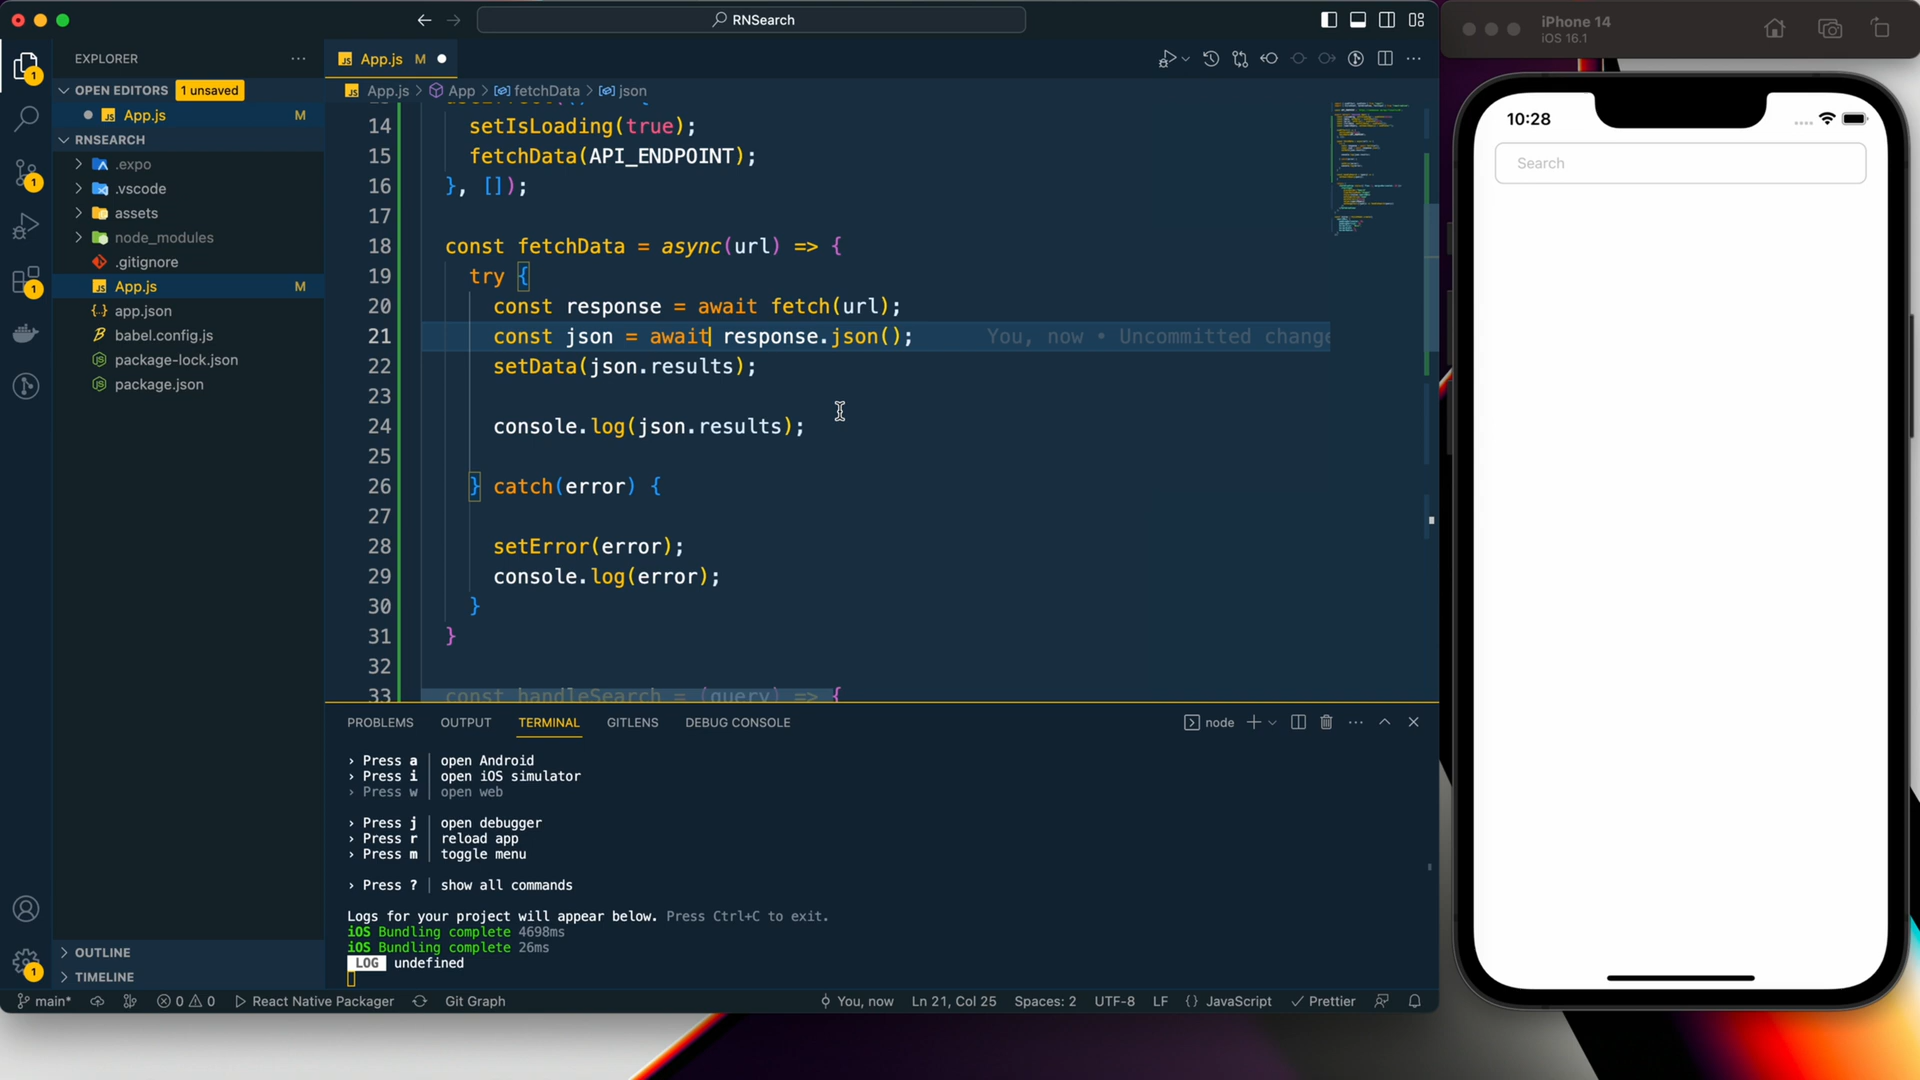 RNSearch
EXPLORER
OPEN EDITORS 1 unsaved
App.js M
RNSEARCH
.expo
.vscode
assets
node_modules
.gitignore
App.js M
app.json
babel.config.js
package-lock.json
package.json
OUTLINE
TIMELINE
1
1
1
1
App.js M
App.js > App > fetchData > json
14 setIsLoading(true);
15 fetchData(API_ENDPOINT);
16 }, []);
17
18 const fetchData = async(url) => {
19 try {
20 const response = await fetch(url);
21 const json = await response.json(); You, now • Uncommitted change
22 setData(json.results);
23
24 console.log(json.results);
25
26 } catch(error) {
27
28 setError(error);
29 console.log(error);
30 }
31 }
32
33 const handleSearch = (query) => {
PROBLEMS OUTPUT TERMINAL GITLENS DEBUG CONSOLE
node
› Press a │ open Android
› Press i │ open iOS simulator
› Press w │ open web
› Press j │ open debugger
› Press r │ reload app
› Press m │ toggle menu
› Press ? │ show all commands
Logs for your project will appear below. Press Ctrl+C to exit.
iOS Bundling complete 4698ms
iOS Bundling complete 26ms
LOG undefined
main* 0 0 React Native Packager Git Graph You, now Ln 21, Col 25 Spaces: 2 UTF-8 LF {} JavaScript Prettier
iPhone 14
iOS 16.1
10:28
Search